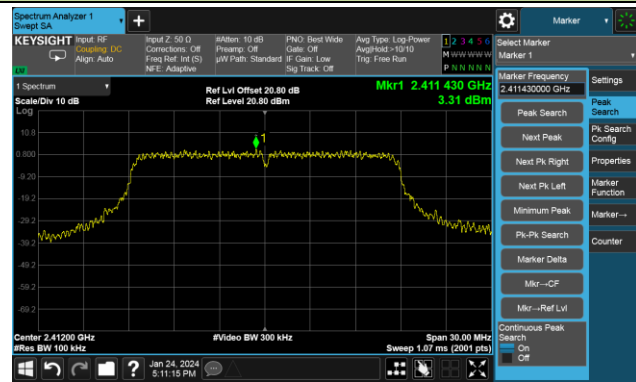 Spectrum Analyzer 1
Swept SA
Marker
KEYSIGHT
Input: RF
Coupling: DC
Align: Auto
Input Z: 50 Ω
Corrections: Off
Freq Ref: Int (S)
NFE: Adaptive
#Atten: 10 dB
Preamp: Off
µW Path: Standard
PNO: Best Wide
Gate: Off
IF Gain: Low
Sig Track: Off
Avg Type: Log-Power
Avg|Hold:>10/10
Trig: Free Run
1 2 3 4 5 6
M W W W W W
P N N N N N
LW
1 Spectrum
Scale/Div 10 dB
Ref Lvl Offset 20.80 dB
Ref Level 20.80 dBm
Mkr1 2.411 430 GHz
3.31 dBm
Log
10.8
0.800
-9.20
-19.2
-29.2
-39.2
-49.2
-59.2
-69.2
1
Center 2.41200 GHz
#Res BW 100 kHz
#Video BW 300 kHz
Span 30.00 MHz
Sweep 1.07 ms (2001 pts)
Jan 24, 2024
5:11:15 PM
Select Marker
Marker 1
Marker Frequency
2.411430000 GHz
Peak Search
Next Peak
Next Pk Right
Next Pk Left
Minimum Peak
Pk-Pk Search
Marker Delta
Mkr→CF
Mkr→Ref Lvl
Continuous Peak
Search
On
Off
Settings
Peak
Search
Pk Search
Config
Properties
Marker
Function
Marker→
Counter